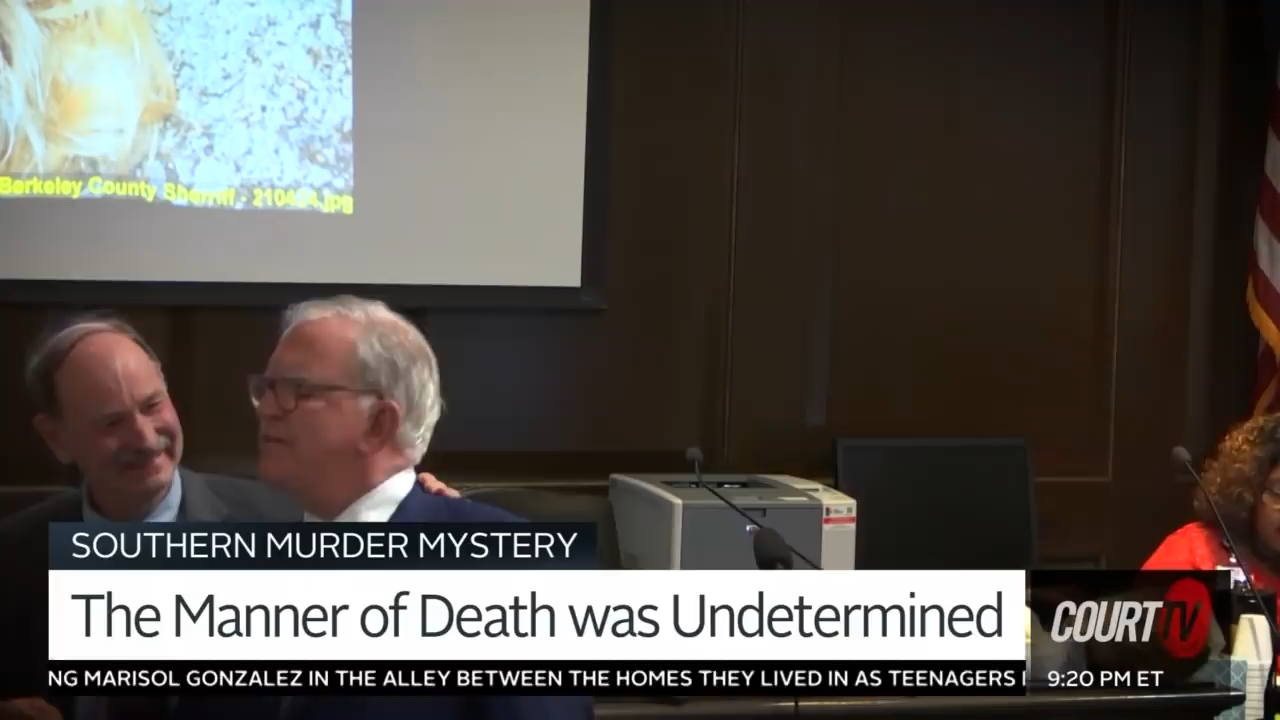 Berkeley County Sherriff - 210424.jpg
SOUTHERN MURDER MYSTERY
The Manner of Death was Undetermined
COURT TV
NG MARISOL GONZALEZ IN THE ALLEY BETWEEN THE HOMES THEY LIVED IN AS TEENAGERS
9:20 PM ET